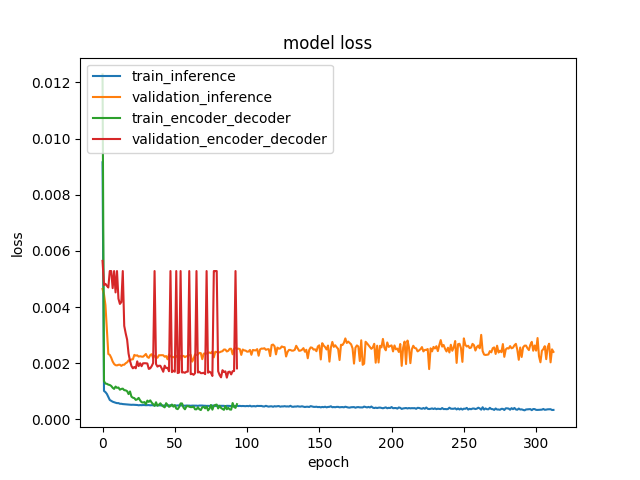 model loss
train_inference
validation_inference
train_encoder_decoder
validation_encoder_decoder
loss
0.012
0.010
0.008
0.006
0.004
0.002
0.000
0 50 100 150 200 250 300
epoch